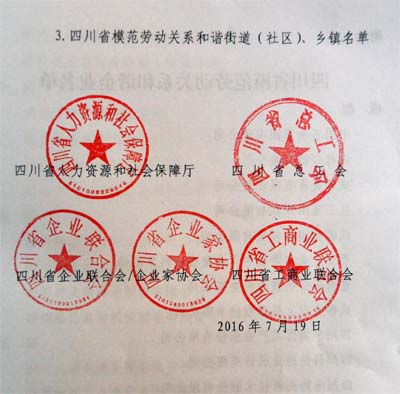 3. 四川省模范劳动关系和谐街道（社区）、乡镇名单
四川省人力资源和社会保障厅
四川省总工会
四川省人力资源和社会保障厅
四川省总工会
四川省企业联合会
四川省企业家协会
四川省工商业联合会
四川省企业联合会/企业家协会
四川省工商业联合会
2016年7月19日